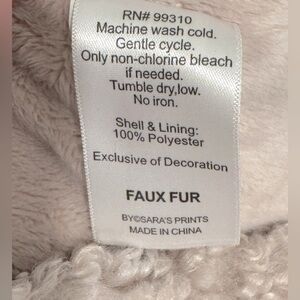 RN# 99310
Machine wash cold.
Gentle cycle.
Only non-chlorine bleach
if needed.
Tumble dry,low.
No iron.
Shell & Lining:
100% Polyester
Exclusive of Decoration
FAUX FUR
BY©SARA'S PRINTS
MADE IN CHINA